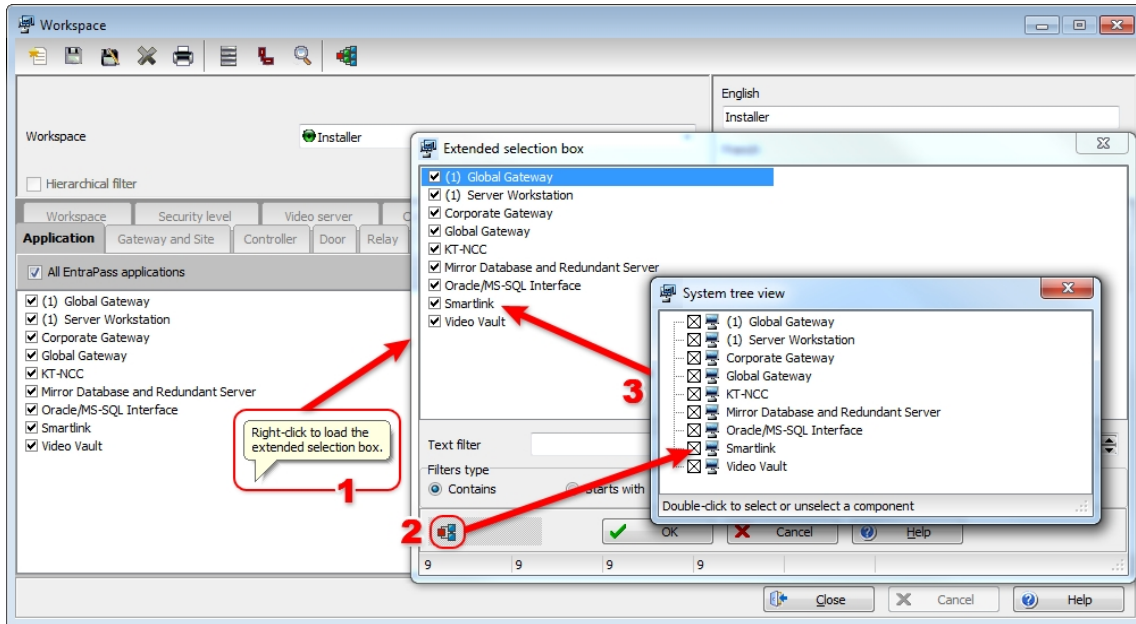 Workspace
English
Installer
Workspace
Installer
Hierarchical filter
Workspace
Security level
Video server
Application
Gateway and Site
Controller
Door
Relay
All EntraPass applications
(1) Global Gateway
(1) Server Workstation
Corporate Gateway
Global Gateway
KT-NCC
Mirror Database and Redundant Server
Oracle/MS-SQL Interface
Smartlink
Video Vault
Right-click to load the
extended selection box.
1
Extended selection box
(1) Global Gateway
(1) Server Workstation
Corporate Gateway
Global Gateway
KT-NCC
Mirror Database and Redundant Server
Oracle/MS-SQL Interface
Smartlink
Video Vault
3
Text filter
Filters type
Contains
Starts with
2
OK
Cancel
Help
9
9
9
9
System tree view
(1) Global Gateway
(1) Server Workstation
Corporate Gateway
Global Gateway
KT-NCC
Mirror Database and Redundant Server
Oracle/MS-SQL Interface
Smartlink
Video Vault
Double-click to select or unselect a component
Close
Cancel
Help